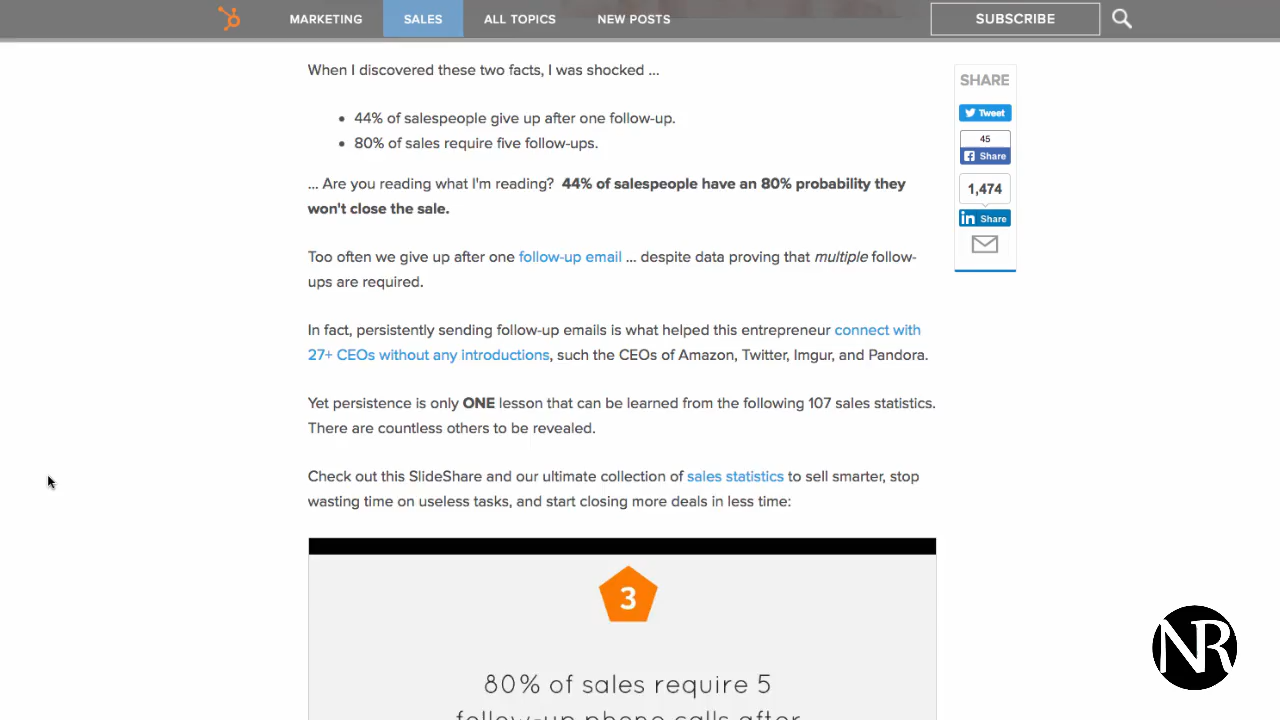 MARKETING SALES ALL TOPICS NEW POSTS SUBSCRIBE
When I discovered these two facts, I was shocked ...
• 44% of salespeople give up after one follow-up.
• 80% of sales require five follow-ups.
... Are you reading what I'm reading? 44% of salespeople have an 80% probability they
won't close the sale.
Too often we give up after one follow-up email ... despite data proving that multiple follow-
ups are required.
In fact, persistently sending follow-up emails is what helped this entrepreneur connect with
27+ CEOs without any introductions, such the CEOs of Amazon, Twitter, Imgur, and Pandora.
Yet persistence is only ONE lesson that can be learned from the following 107 sales statistics.
There are countless others to be revealed.
Check out this SlideShare and our ultimate collection of sales statistics to sell smarter, stop
wasting time on useless tasks, and start closing more deals in less time:
3
80% of sales require 5
follow-up phone calls after
SHARE
Tweet
45
Share
1,474
in Share
NR